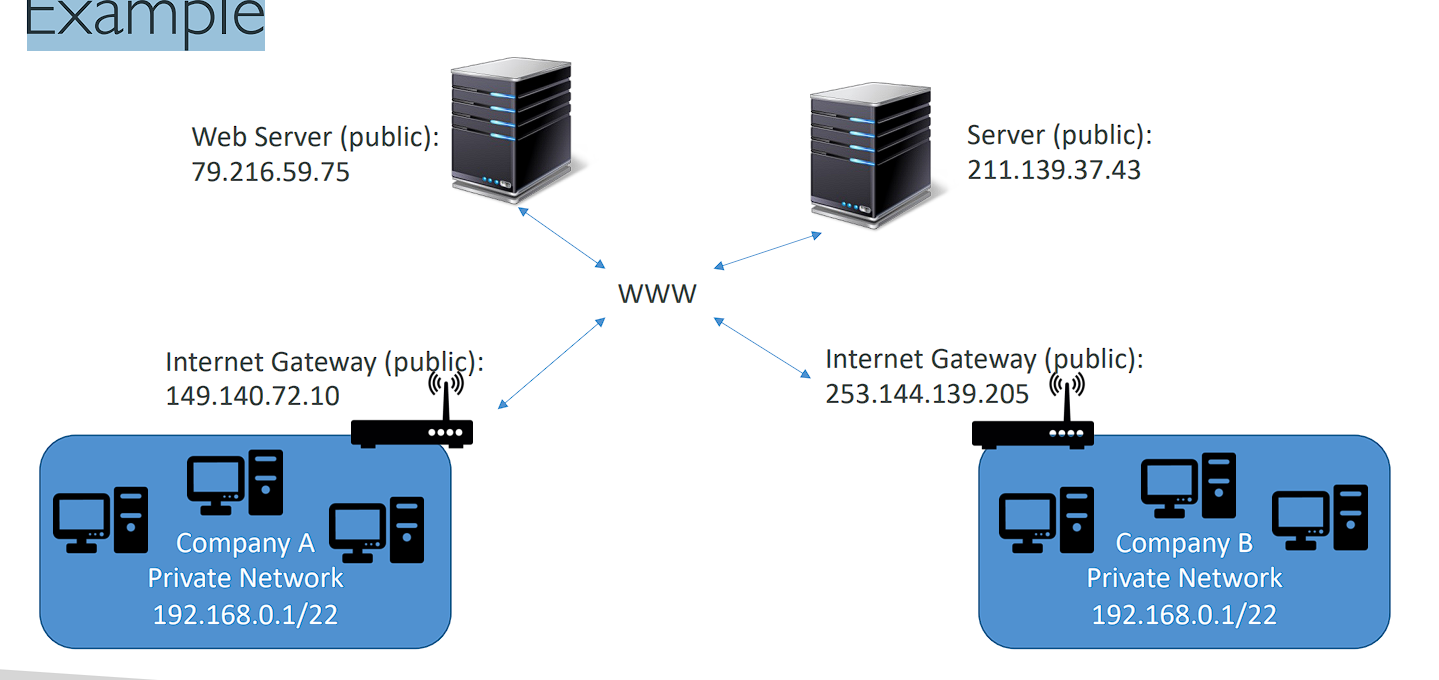 Example
Web Server (public):
79.216.59.75
Server (public):
211.139.37.43
WWW
Internet Gateway (public):
149.140.72.10
Internet Gateway (public):
253.144.139.205
Company A
Private Network
192.168.0.1/22
Company B
Private Network
192.168.0.1/22